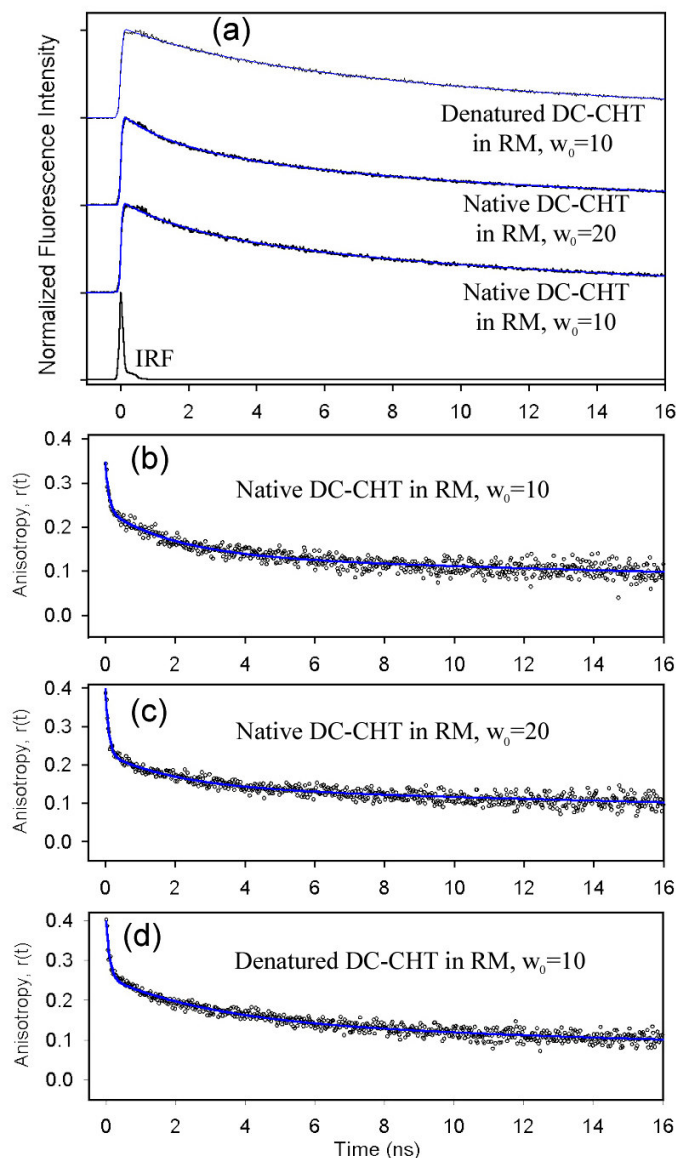 (a)
Normalized Fluorescence Intensity
Denatured DC-CHT
in RM, w₀=10
Native DC-CHT
in RM, w₀=20
Native DC-CHT
in RM, w₀=10
IRF
0 2 4 6 8 10 12 14 16
(b)
Native DC-CHT in RM, w₀=10
Anisotropy, r(t)
0.4
0.3
0.2
0.1
0.0
0 2 4 6 8 10 12 14 16
(c)
Native DC-CHT in RM, w₀=20
Anisotropy, r(t)
0.4
0.3
0.2
0.1
0.0
0 2 4 6 8 10 12 14 16
(d)
Denatured DC-CHT in RM, w₀=10
Anisotropy, r(t)
0.4
0.3
0.2
0.1
0.0
0 2 4 6 8 10 12 14 16
Time (ns)